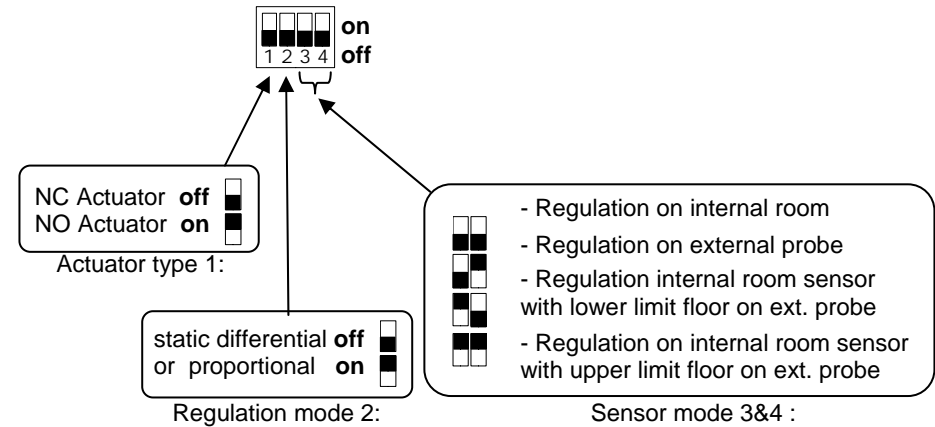 on
1 2 3 4 off
NC Actuator off
NO Actuator on
Actuator type 1:
static differential off
or proportional on
Regulation mode 2:
- Regulation on internal room
- Regulation on external probe
- Regulation internal room sensor
with lower limit floor on ext. probe
- Regulation on internal room sensor
with upper limit floor on ext. probe
Sensor mode 3&4 :